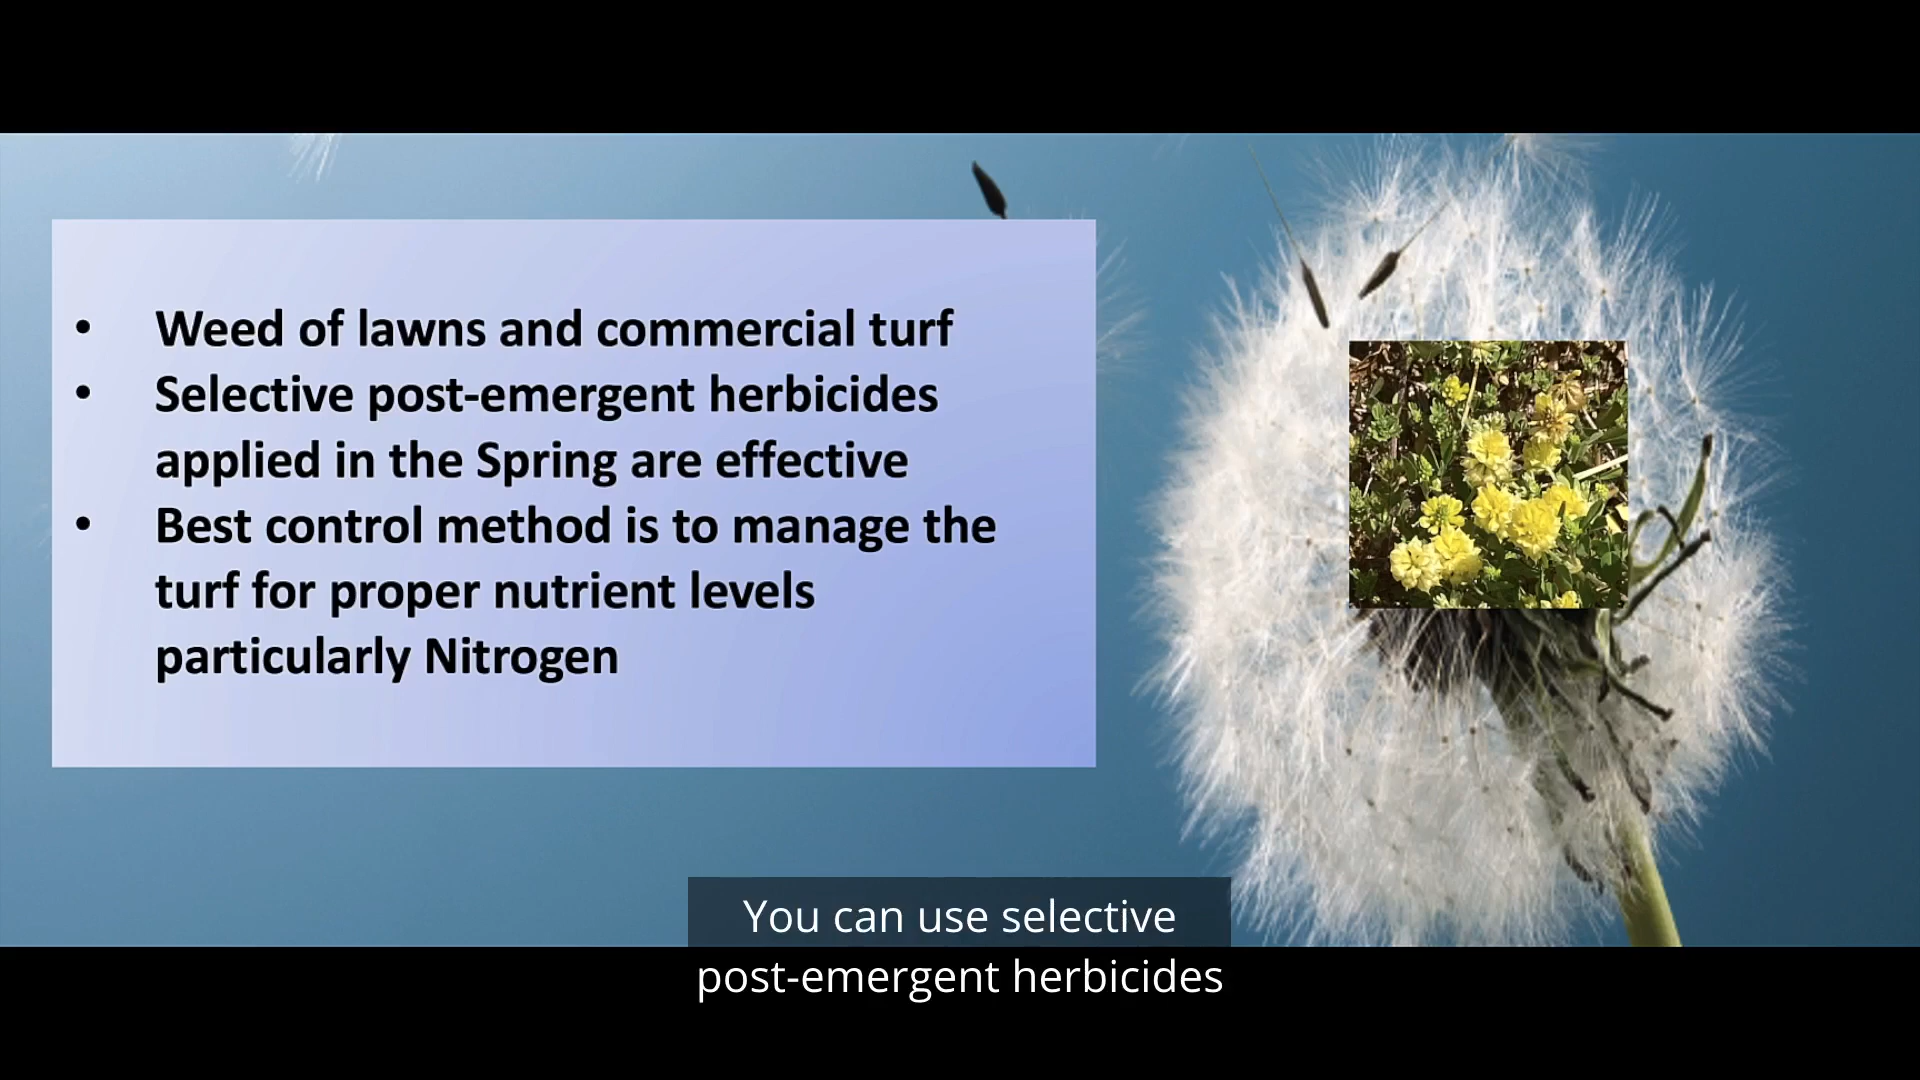 • Weed of lawns and commercial turf
• Selective post-emergent herbicides
applied in the Spring are effective
• Best control method is to manage the
turf for proper nutrient levels
particularly Nitrogen
You can use selective
post-emergent herbicides